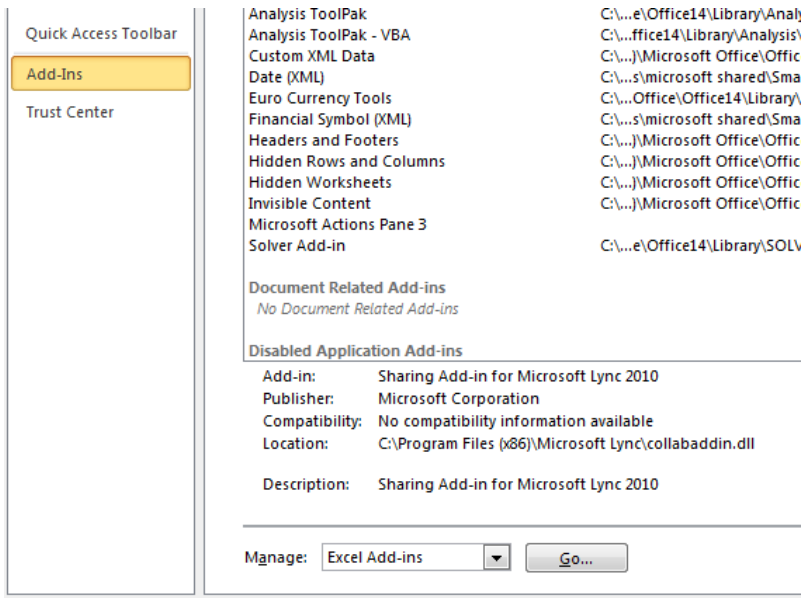 Quick Access Toolbar
Add-Ins
Trust Center
Analysis ToolPak C:\...e\Office14\Library\Analy
Analysis ToolPak - VBA C:\...ffice14\Library\Analysis\
Custom XML Data C:\...)\Microsoft Office\Offic
Date (XML) C:\...s\microsoft shared\Sma
Euro Currency Tools C:\...Office\Office14\Library\
Financial Symbol (XML) C:\...s\microsoft shared\Sma
Headers and Footers C:\...)\Microsoft Office\Offic
Hidden Rows and Columns C:\...)\Microsoft Office\Offic
Hidden Worksheets C:\...)\Microsoft Office\Offic
Invisible Content C:\...)\Microsoft Office\Offic
Microsoft Actions Pane 3
Solver Add-in C:\...e\Office14\Library\SOLV
Document Related Add-ins
No Document Related Add-ins
Disabled Application Add-ins
Add-in: Sharing Add-in for Microsoft Lync 2010
Publisher: Microsoft Corporation
Compatibility: No compatibility information available
Location: C:\Program Files (x86)\Microsoft Lync\collabaddin.dll
Description: Sharing Add-in for Microsoft Lync 2010
Manage: Excel Add-ins Go...